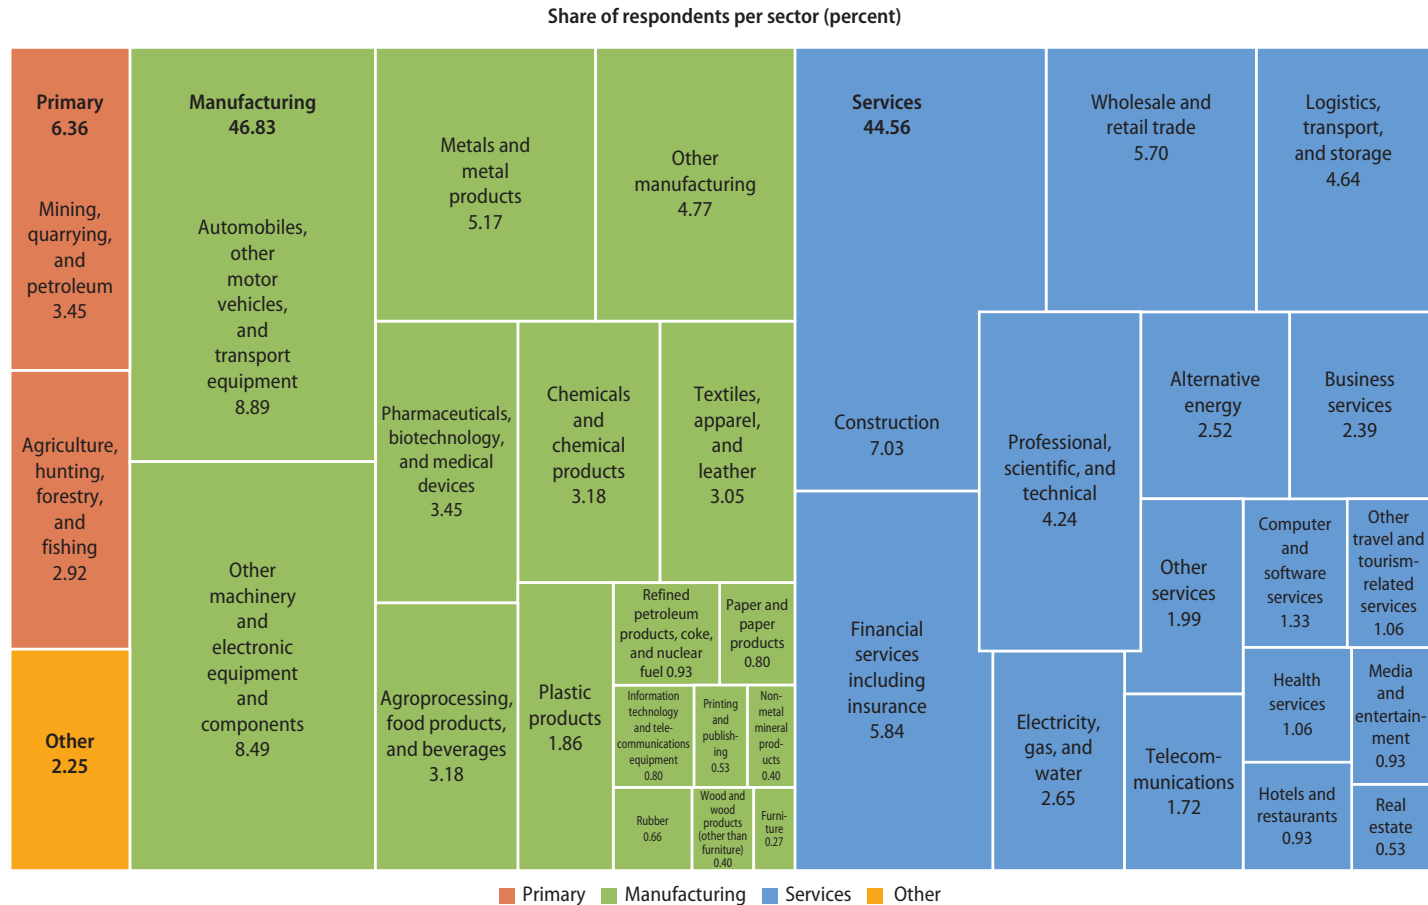 Share of respondents per sector (percent)
Primary
6.36
Mining,
quarrying,
and
petroleum
3.45
Agriculture,
hunting,
forestry,
and
fishing
2.92
Other
2.25
Manufacturing
46.83
Automobiles,
other
motor
vehicles,
and
transport
equipment
8.89
Other
machinery
and
electronic
equipment
and
components
8.49
Metals and
metal
products
5.17
Other
manufacturing
4.77
Pharmaceuticals,
biotechnology,
and medical
devices
3.45
Chemicals
and
chemical
products
3.18
Textiles,
apparel,
and
leather
3.05
Agroprocessing,
food products,
and beverages
3.18
Plastic
products
1.86
Refined
petroleum
products, coke,
and nuclear
fuel 0.93
Paper and
paper
products
0.80
Information
technology
and tele-
communications
equipment
0.80
Printing
and
publish-
ing
0.53
Non-
metal
mineral
prod-
ucts
0.40
Rubber
0.66
Wood and
wood
products
(other than
furniture)
0.40
Furni-
ture
0.27
Services
44.56
Construction
7.03
Wholesale and
retail trade
5.70
Logistics,
transport,
and storage
4.64
Financial
services
including
insurance
5.84
Professional,
scientific, and
technical
4.24
Alternative
energy
2.52
Business
services
2.39
Electricity,
gas, and
water
2.65
Other
services
1.99
Telecom-
munications
1.72
Computer
and
software
services
1.33
Other
travel and
tourism-
related
services
1.06
Health
services
1.06
Media and
entertain-
ment
0.93
Hotels and
restaurants
0.93
Real
estate
0.53
Primary
Manufacturing
Services
Other